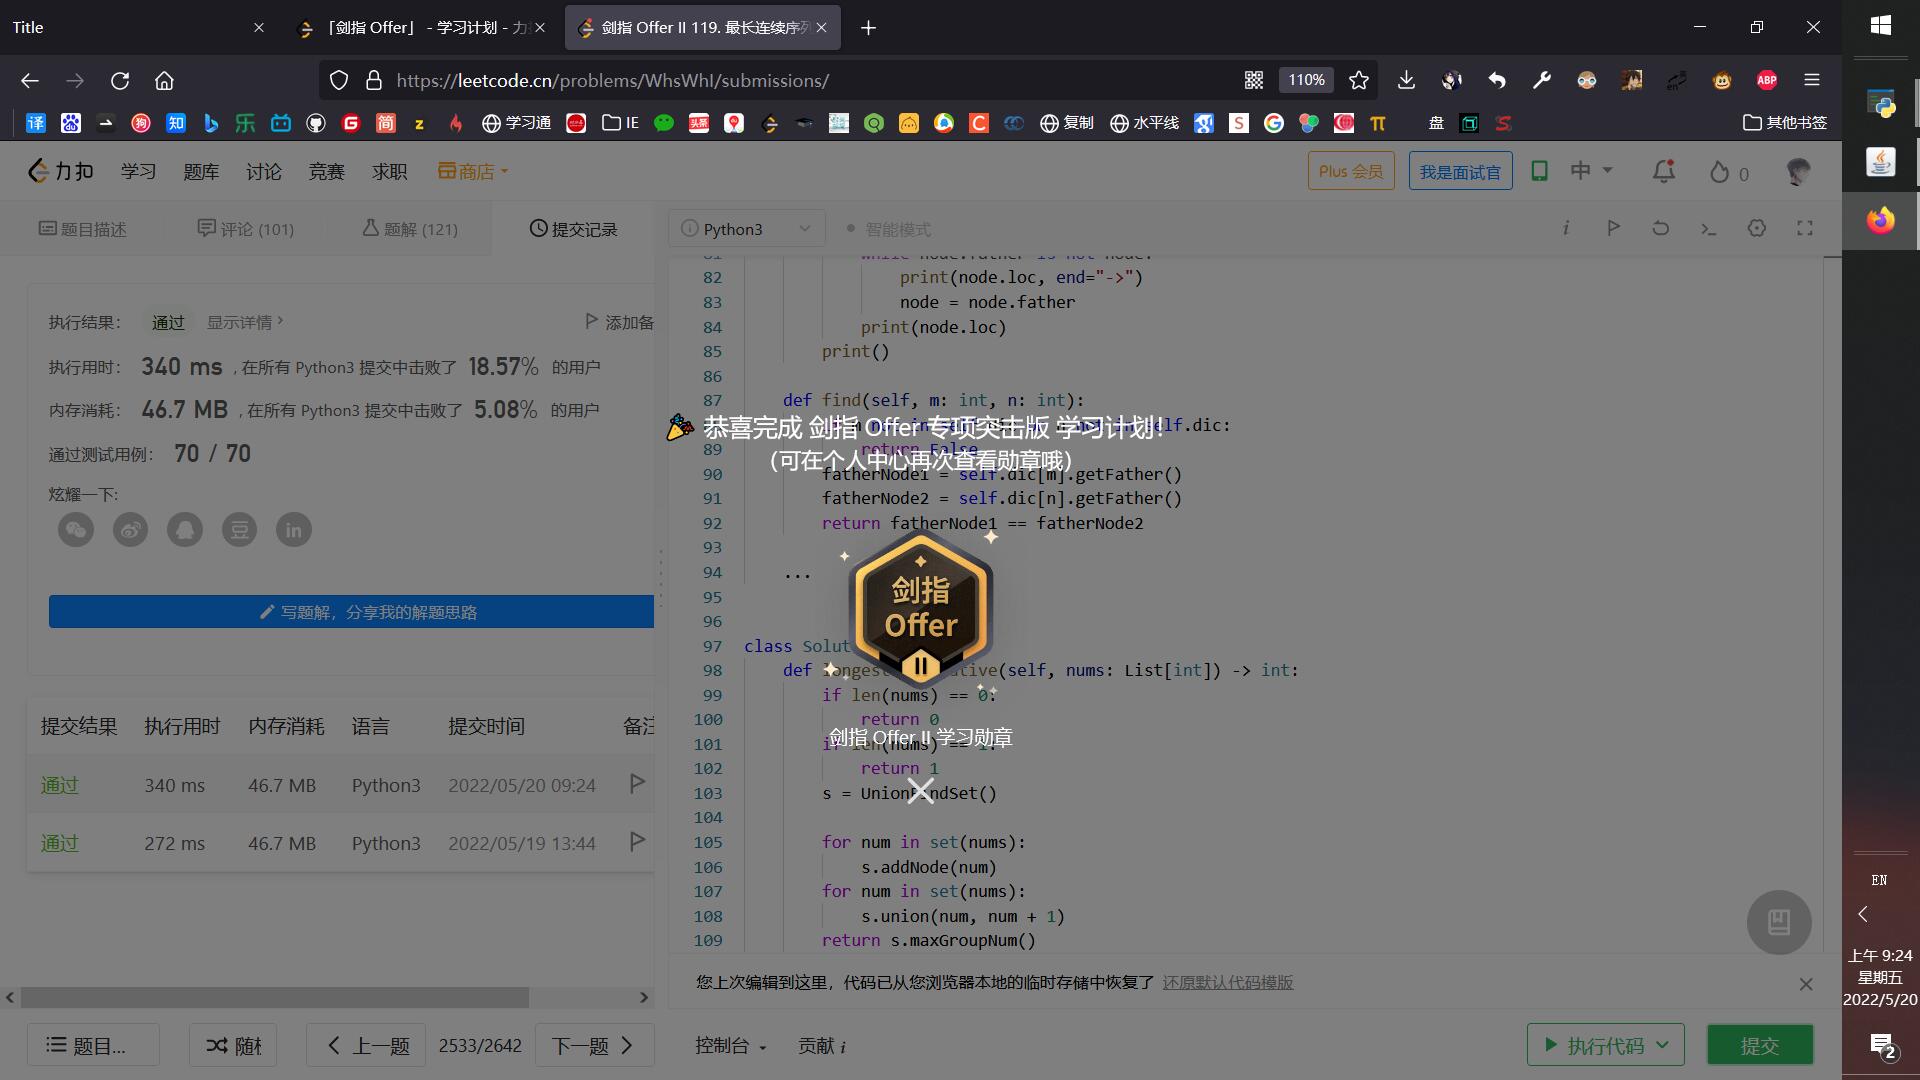 Title
「剑指 Offer」 - 学习计划 - 力
剑指 Offer II 119. 最长连续序列
https://leetcode.cn/problems/WhsWhI/submissions/
110%
ABP
学习通
IE
复制
水平线
盘
其他书签
力扣
学习
题库
讨论
竞赛
求职
商店
Plus 会员
我是面试官
中
0
题目描述
评论 (101)
题解 (121)
提交记录
Python3
智能模式
执行结果：
通过
显示详情 >
添加备
执行用时：
340 ms , 在所有 Python3 提交中击败了 18.57% 的用户
内存消耗：
46.7 MB , 在所有 Python3 提交中击败了 5.08% 的用户
通过测试用例：
70 / 70
炫耀一下:
写题解，分享我的解题思路
提交结果 执行用时 内存消耗 语言 提交时间 备注
通过 340 ms 46.7 MB Python3 2022/05/20 09:24
通过 272 ms 46.7 MB Python3 2022/05/19 13:44
82 print(node.loc, end="->")
83 node = node.father
84 print(node.loc)
85 print()
86
87 def find(self, m: int, n: int):
self.dic:
89 return False
90 fatherNode1 = self.dic[m].getFather()
91 fatherNode2 = self.dic[n].getFather()
92 return fatherNode1 == fatherNode2
93
94 ...
95
96
97 class Solut
98 def longest tive(self, nums: List[int]) -> int:
99 if len(nums) == 0:
100 return 0
101 if len(nums) == 1:
102 return 1
103 s = UnionFindSet()
104
105 for num in set(nums):
106 s.addNode(num)
107 for num in set(nums):
108 s.union(num, num + 1)
109 return s.maxGroupNum()
恭喜完成 剑指 Offer 专项突击版 学习计划！
（可在个人中心再次查看勋章哦）
剑指
Offer
II
剑指 Offer II 学习勋章
您上次编辑到这里，代码已从您浏览器本地的临时存储中恢复了 还原默认代码模版
题目...
随机
上一题
2533/2642
下一题
控制台
贡献 i
执行代码
提交
EN
上午 9:24
星期五
2022/5/20
2